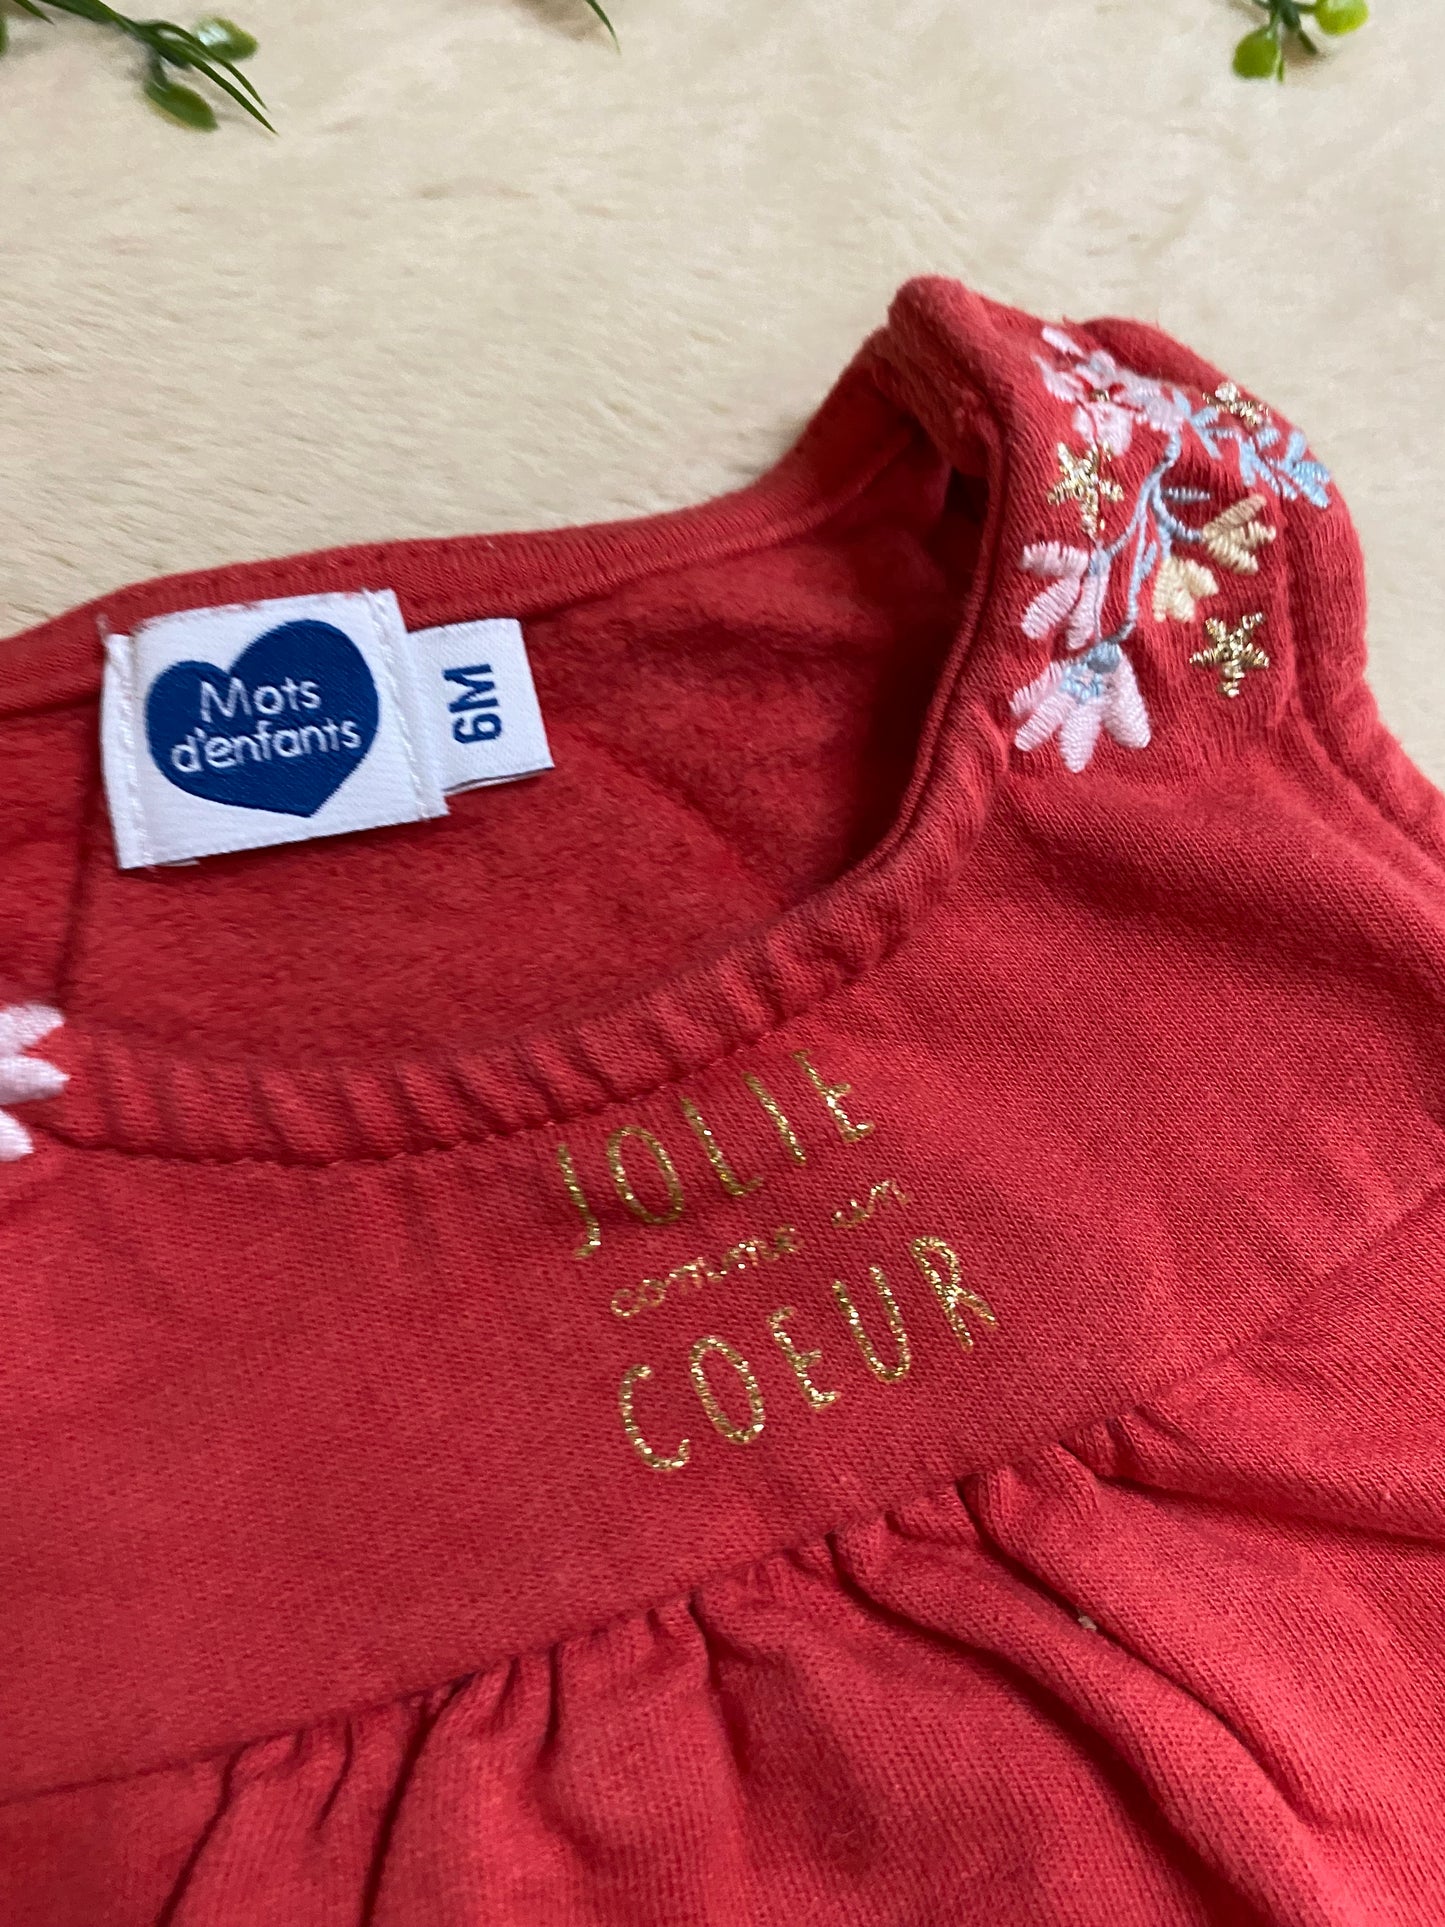 Mots
d'enfants
6M
JOLIE
comme un
COEUR